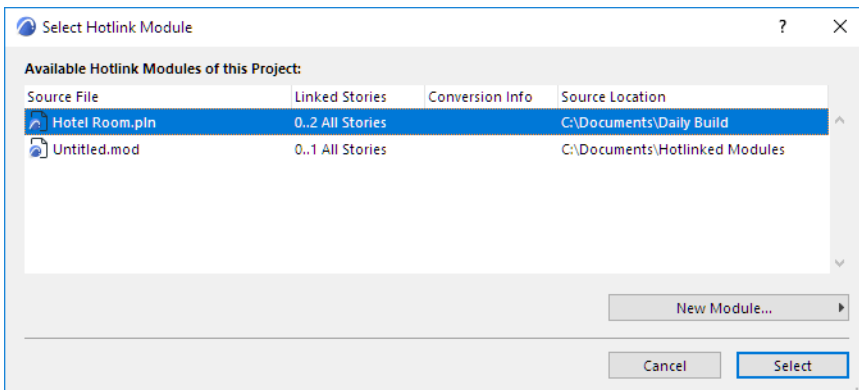 Select Hotlink Module ?
Available Hotlink Modules of this Project:
Source File Linked Stories Conversion Info Source Location
Hotel Room.pln 0..2 All Stories C:\Documents\Daily Build
Untitled.mod 0..1 All Stories C:\Documents\Hotlinked Modules
New Module...
Cancel Select